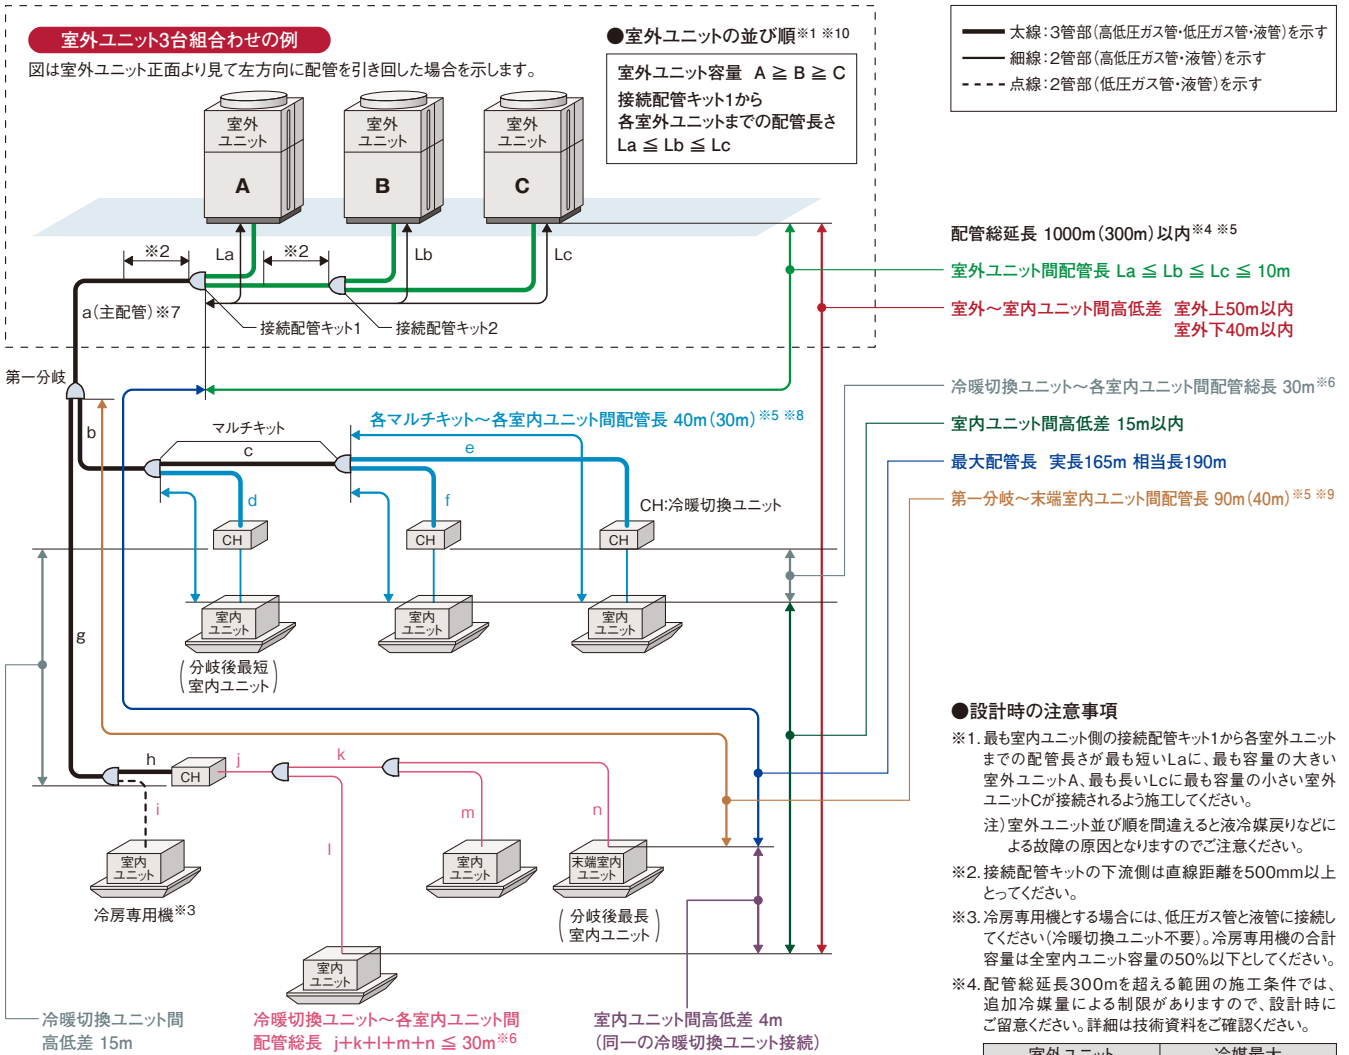 室外ユニット3台組合わせの例
図は室外ユニット正面より見て左方向に配管を引き回した場合を示します。
●室外ユニットの並び順※1 ※10
室外ユニット容量 A ≧ B ≧ C
接続配管キット1から
各室外ユニットまでの配管長さ
La ≦ Lb ≦ Lc
太線:3管部(高低圧ガス管・低圧ガス管・液管)を示す
細線:2管部(高低圧ガス管・液管)を示す
点線:2管部(低圧ガス管・液管)を示す
室外
ユニット
A
室外
ユニット
B
室外
ユニット
C
※2
La
※2
Lb
Lc
a(主配管)※7
接続配管キット1
接続配管キット2
配管総延長 1000m(300m)以内※4 ※5
室外ユニット間配管長 La ≦ Lb ≦ Lc ≦ 10m
室外~室内ユニット間高低差 室外上50m以内
室外下40m以内
冷暖切換ユニット~各室内ユニット間配管総長 30m※6
室内ユニット間高低差 15m以内
最大配管長 実長165m 相当長190m
第一分岐~末端室内ユニット間配管長 90m(40m)※5 ※9
第一分岐
b
マルチキット
c
各マルチキット~各室内ユニット間配管長 40m(30m)※5 ※8
e
d
f
CH:冷暖切換ユニット
CH
CH
CH
室内
ユニット
室内
ユニット
室内
ユニット
(分岐後最短
室内ユニット)
g
h
CH
j
k
i
l
m
n
室内
ユニット
冷房専用機※3
室内
ユニット
末端室内
ユニット
(分岐後最長
室内ユニット)
室内
ユニット
冷暖切換ユニット間
高低差 15m
冷暖切換ユニット~各室内ユニット間
配管総長 j+k+l+m+n ≦ 30m※6
室内ユニット間高低差 4m
(同一の冷暖切換ユニット接続)
●設計時の注意事項
※1.最も室内ユニット側の接続配管キット1から各室外ユニット
までの配管長さが最も短いLaに、最も容量の大きい
室外ユニットA、最も長いLcに最も容量の小さい室外
ユニットCが接続されるよう施工してください。
注)室外ユニット並び順を間違えると液冷媒戻りなどに
よる故障の原因となりますのでご注意ください。
※2.接続配管キットの下流側は直線距離を500mm以上
とってください。
※3.冷房専用機とする場合には、低圧ガス管と液管に接続し
てください(冷暖切換ユニット不要)。冷房専用機の合計
容量は全室内ユニット容量の50%以下としてください。
※4.配管総延長300mを超える範囲の施工条件では、
追加冷媒量による制限がありますので、設計時に
ご留意ください。詳細は技術資料をご確認ください。
室外ユニット
冷媒最大